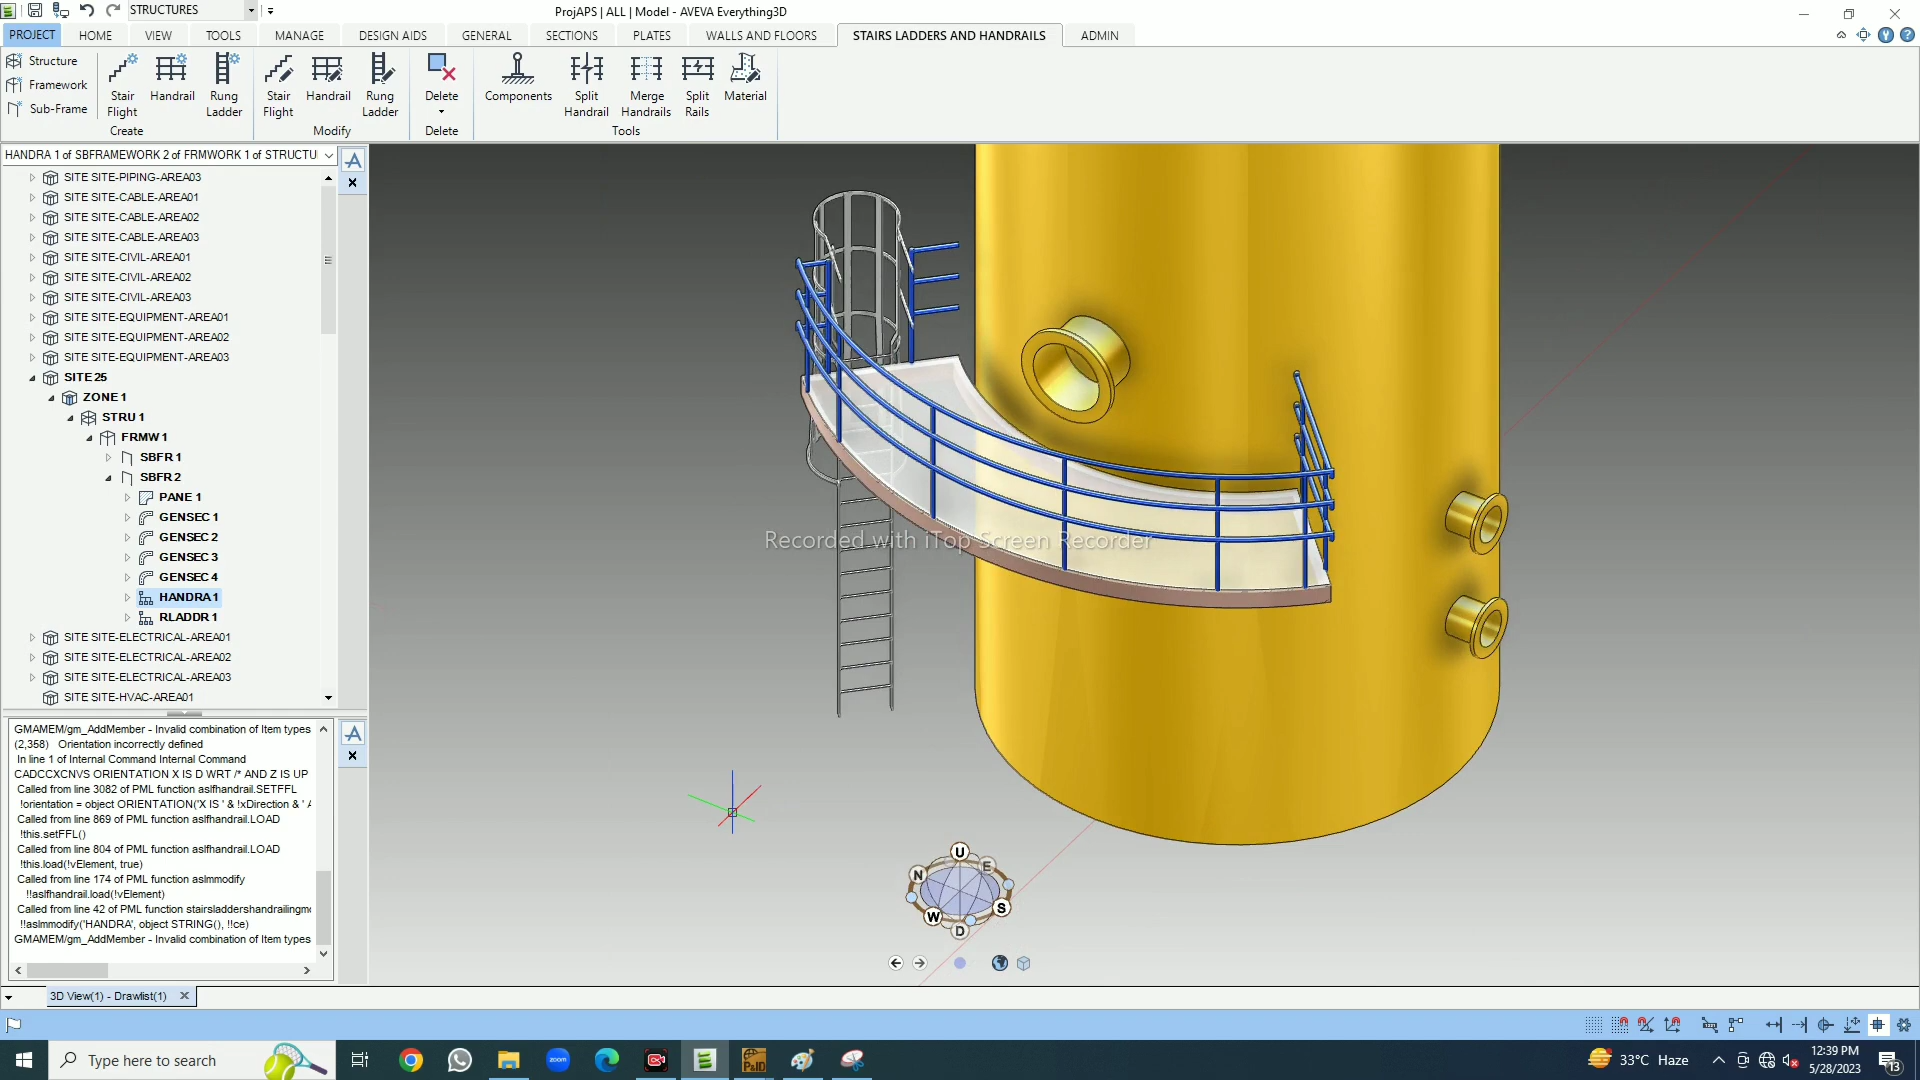 STRUCTURES
ProjAPS | ALL | Model - AVEVA Everything3D
PROJECT HOME VIEW TOOLS MANAGE DESIGN AIDS GENERAL SECTIONS PLATES WALLS AND FLOORS STAIRS LADDERS AND HANDRAILS ADMIN
Structure
Framework
Sub-Frame
Stair Flight
Handrail
Rung Ladder
Create
Stair Flight
Handrail
Rung Ladder
Modify
Delete
Delete
Components
Split Handrail
Merge Handrails
Split Rails
Material
Tools
HANDRA 1 of SBFRAMEWORK 2 of FRMWORK 1 of STRUCTU
SITE SITE-PIPING-AREA03
SITE SITE-CABLE-AREA01
SITE SITE-CABLE-AREA02
SITE SITE-CABLE-AREA03
SITE SITE-CIVIL-AREA01
SITE SITE-CIVIL-AREA02
SITE SITE-CIVIL-AREA03
SITE SITE-EQUIPMENT-AREA01
SITE SITE-EQUIPMENT-AREA02
SITE SITE-EQUIPMENT-AREA03
SITE 25
ZONE 1
STRU 1
FRMW 1
SBFR 1
SBFR 2
PANE 1
GENSEC 1
GENSEC 2
GENSEC 3
GENSEC 4
HANDRA 1
RLADDR 1
SITE SITE-ELECTRICAL-AREA01
SITE SITE-ELECTRICAL-AREA02
SITE SITE-ELECTRICAL-AREA03
SITE SITE-HVAC-AREA01
Recorded with iTop Screen Recorder
GMAMEM/gm_AddMember - Invalid combination of Item types
(2,358) Orientation incorrectly defined
In line 1 of Internal Command Internal Command
CADCCXCNVS ORIENTATION X IS D WRT /* AND Z IS UP
Called from line 3082 of PML function aslfhandrail.SETFFL
!orientation = object ORIENTATION('X IS ' & !xDirection & ' A
Called from line 869 of PML function aslfhandrail.LOAD
!this.setFFL()
Called from line 804 of PML function aslfhandrail.LOAD
!this.load(!vElement, true)
Called from line 174 of PML function aslmmodify
!!aslfhandrail.load(!vElement)
Called from line 42 of PML function stairsladdershandrailingm
!!aslmmodify('HANDRA', object STRING(), !!ce)
GMAMEM/gm_AddMember - Invalid combination of Item types
U
N
E
W
S
D
3D View(1) - Drawlist(1)
Type here to search
zoom
P&ID
33°C Haze
12:39 PM
5/28/2023
13